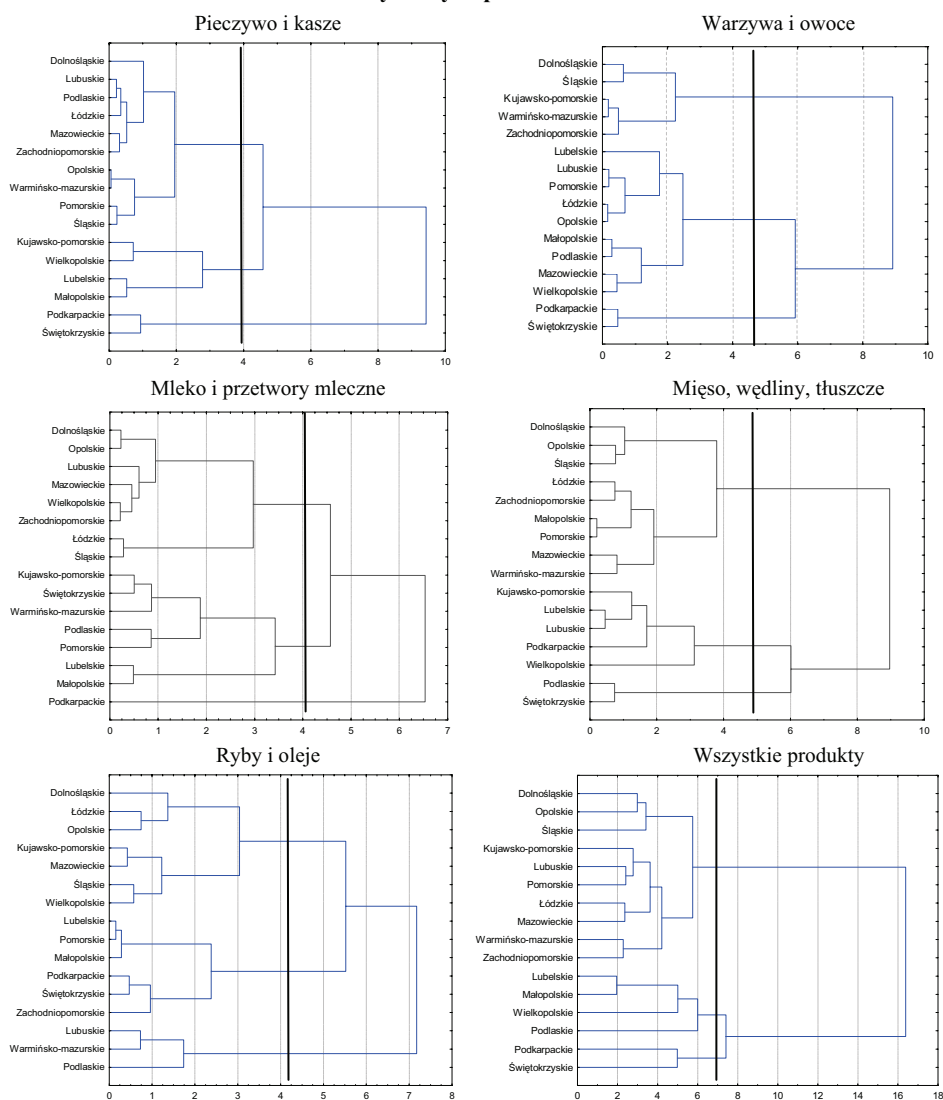 Pieczywo i kasze
Dolnośląskie
Lubuskie
Podlaskie
Łódzkie
Mazowieckie
Zachodniopomorskie
Opolskie
Warmińsko-mazurskie
Pomorskie
Śląskie
Kujawsko-pomorskie
Wielkopolskie
Lubelskie
Małopolskie
Podkarpackie
Świętokrzyskie
0 2 4 6 8 10
Warzywa i owoce
Dolnośląskie
Śląskie
Kujawsko-pomorskie
Warmińsko-mazurskie
Zachodniopomorskie
Lubelskie
Lubuskie
Pomorskie
Łódzkie
Opolskie
Małopolskie
Podlaskie
Mazowieckie
Wielkopolskie
Podkarpackie
Świętokrzyskie
0 2 4 6 8 10
Mleko i przetwory mleczne
Dolnośląskie
Opolskie
Lubuskie
Mazowieckie
Wielkopolskie
Zachodniopomorskie
Łódzkie
Śląskie
Kujawsko-pomorskie
Świętokrzyskie
Warmińsko-mazurskie
Podlaskie
Pomorskie
Lubelskie
Małopolskie
Podkarpackie
0 1 2 3 4 5 6 7
Mięso, wędliny, tłuszcze
Dolnośląskie
Opolskie
Śląskie
Łódzkie
Zachodniopomorskie
Małopolskie
Pomorskie
Mazowieckie
Warmińsko-mazurskie
Kujawsko-pomorskie
Lubelskie
Lubuskie
Podkarpackie
Wielkopolskie
Podlaskie
Świętokrzyskie
0 2 4 6 8 10
Ryby i oleje
Dolnośląskie
Łódzkie
Opolskie
Kujawsko-pomorskie
Mazowieckie
Śląskie
Wielkopolskie
Lubelskie
Pomorskie
Małopolskie
Podkarpackie
Świętokrzyskie
Zachodniopomorskie
Lubuskie
Warmińsko-mazurskie
Podlaskie
0 1 2 3 4 5 6 7 8
Wszystkie produkty
Dolnośląskie
Opolskie
Śląskie
Kujawsko-pomorskie
Lubuskie
Pomorskie
Łódzkie
Mazowieckie
Warmińsko-mazurskie
Zachodniopomorskie
Lubelskie
Małopolskie
Wielkopolskie
Podlaskie
Podkarpackie
Świętokrzyskie
0 2 4 6 8 10 12 14 16 18